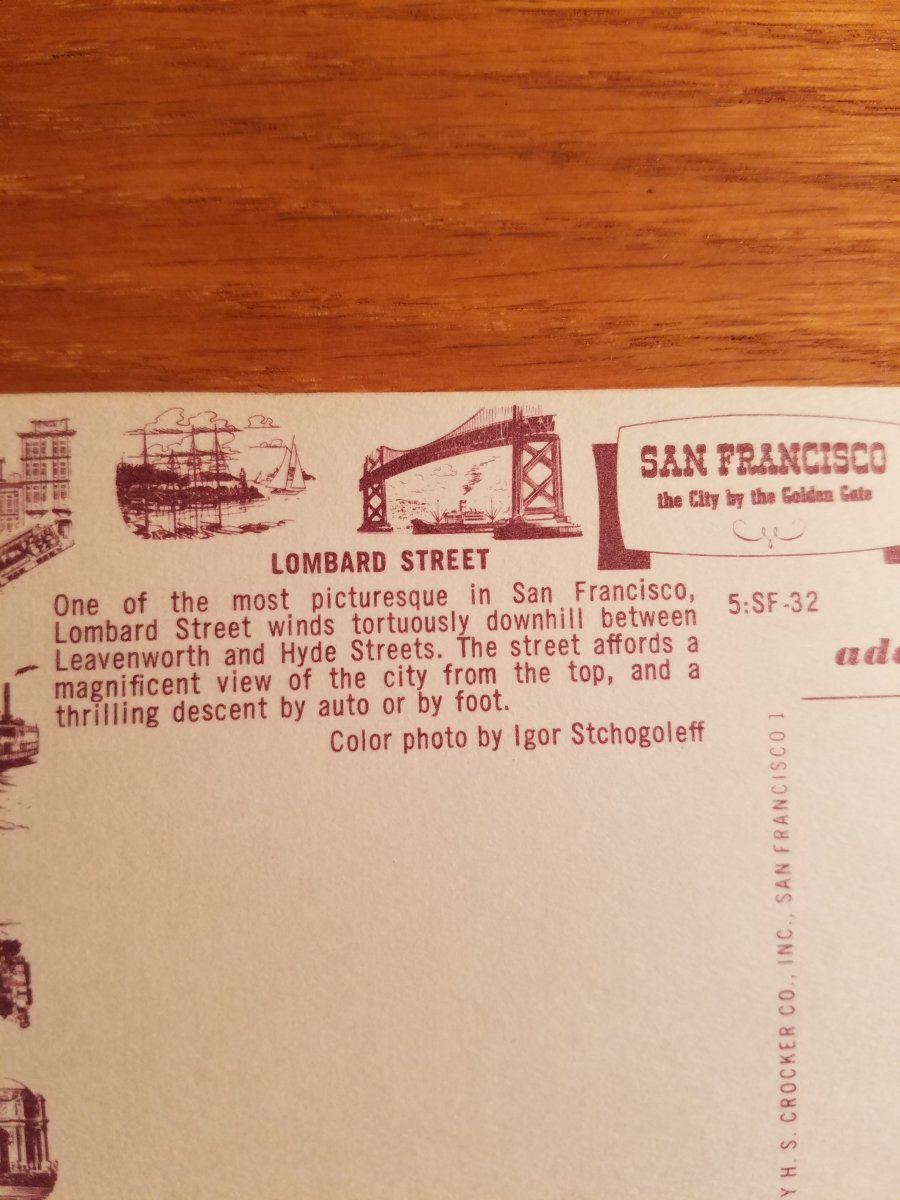 SAN FRANCISCO
the City by the Golden Gate
LOMBARD STREET
One of the most picturesque in San Francisco,
Lombard Street winds tortuously downhill between
Leavenworth and Hyde Streets. The street affords a
magnificent view of the city from the top, and a
thrilling descent by auto or by foot.
Color photo by Igor Stchogoleff
5:SF-32
H. S. CROCKER CO., INC., SAN FRANCISCO 1